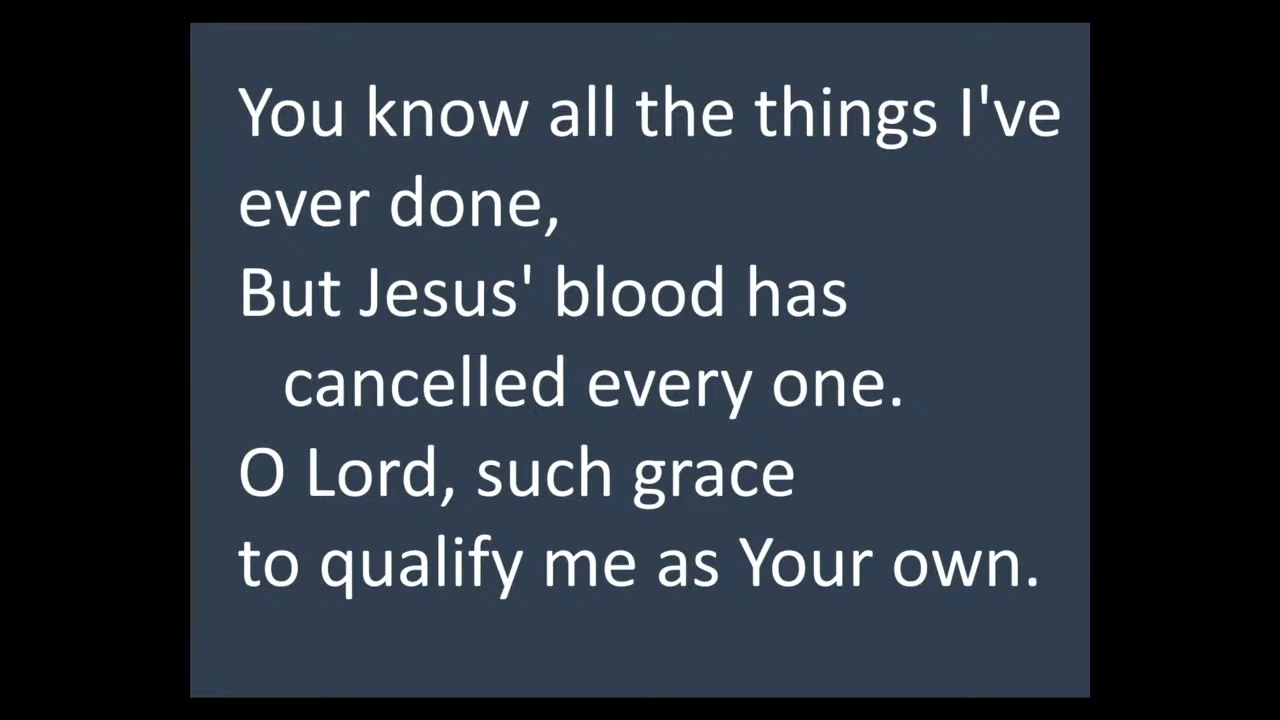 You know all the things I've
ever done,
But Jesus' blood has
cancelled every one.
O Lord, such grace
to qualify me as Your own.